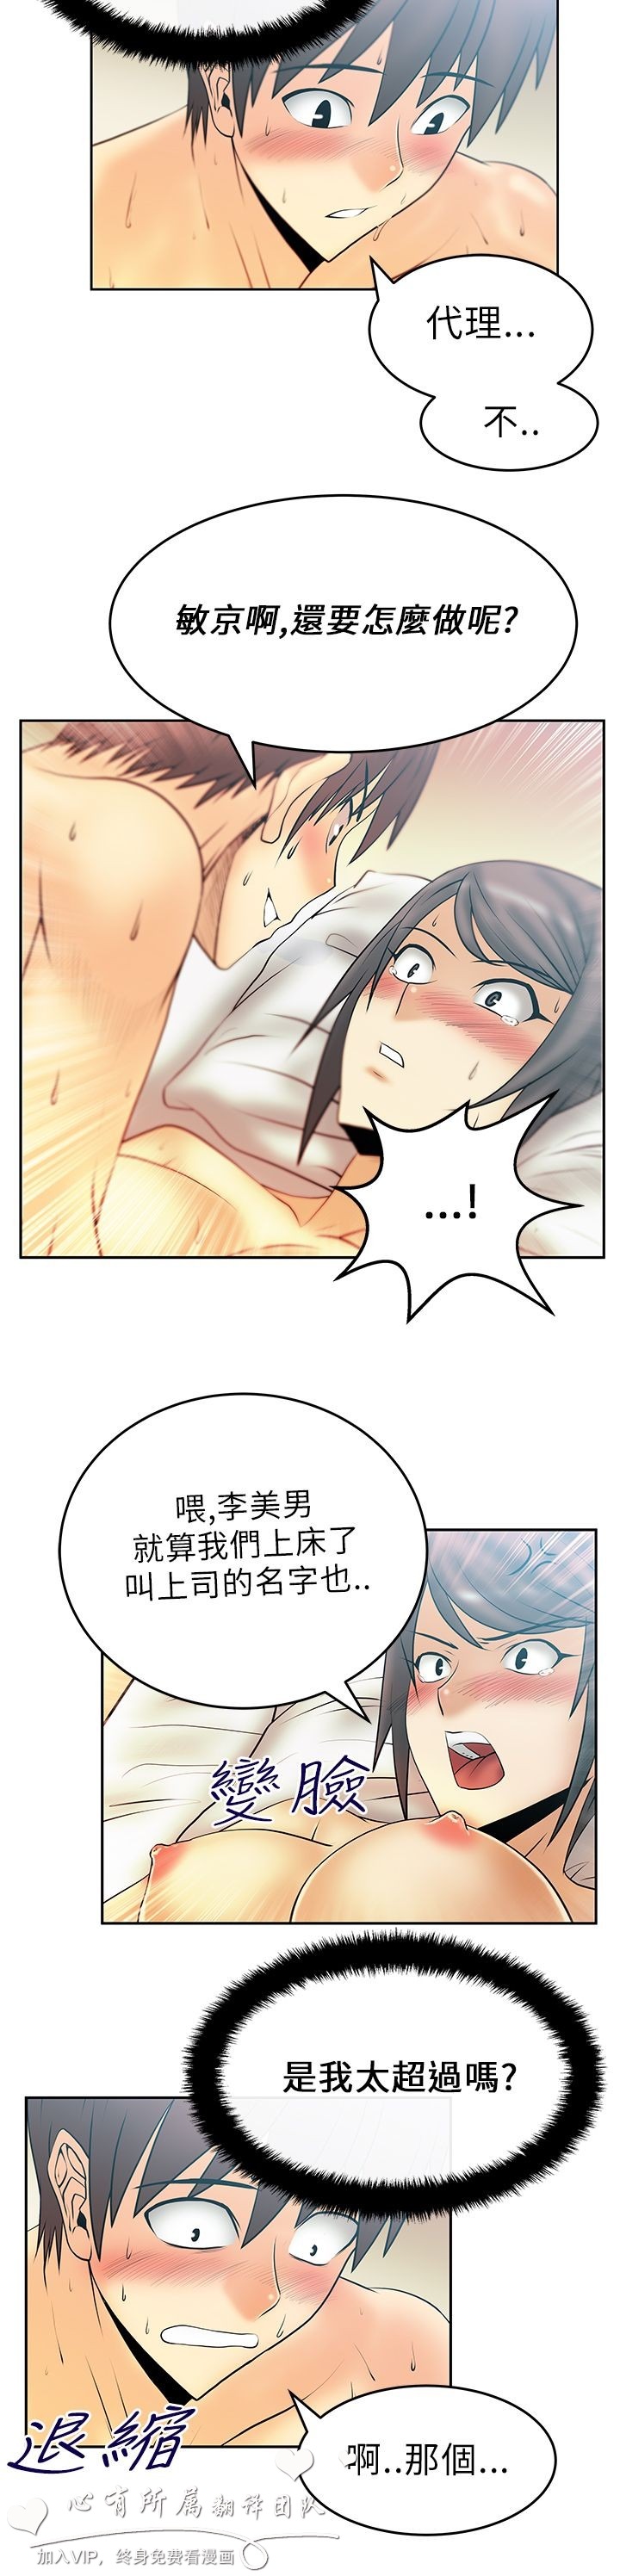 代理...
不..
敏京啊,還要怎麼做呢?
...!
喂,李美男
就算我們上床了
叫上司的名字也..
變臉
是我太超過嗎?
退縮
啊..那個...
心有所属翻译团队
加入VIP，终身免费看漫画